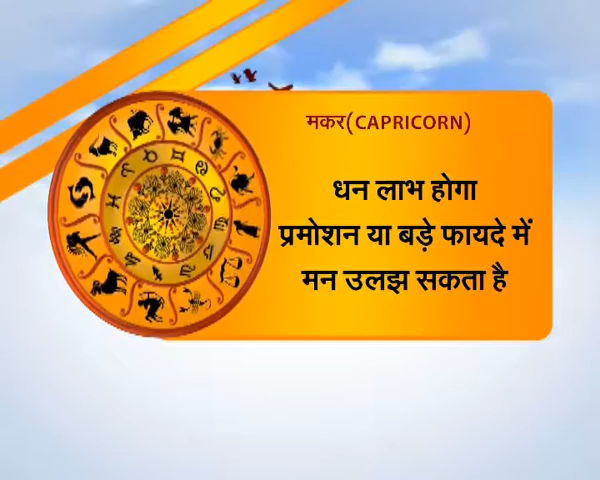 मकर(CAPRICORN)
धन लाभ होगा
प्रमोशन या बड़े फायदे में
मन उलझ सकता है